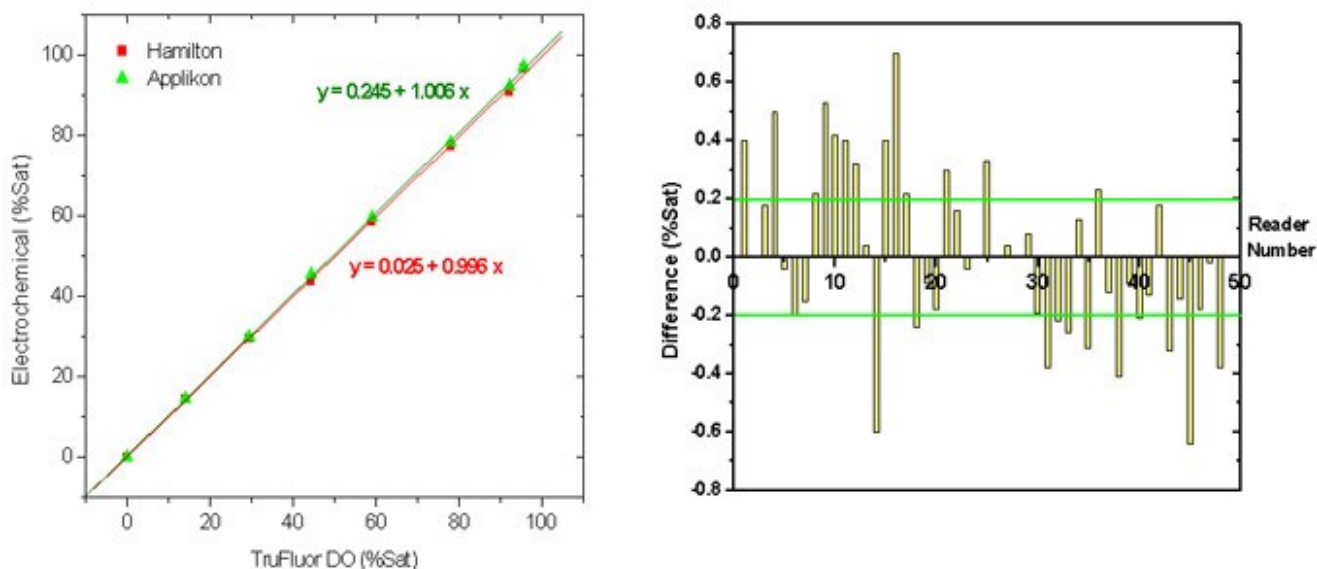 Hamilton
Applikon
y = 0.245 + 1.006 x
y = 0.025 + 0.996 x
Electrochemical (%Sat)
100
80
60
40
20
0
0 20 40 60 80 100
TruFluor DO (%Sat)
Difference (%Sat)
0.8
0.6
0.4
0.2
0.0
-0.2
-0.4
-0.6
-0.8
0 10 20 30 40 50
Reader
Number